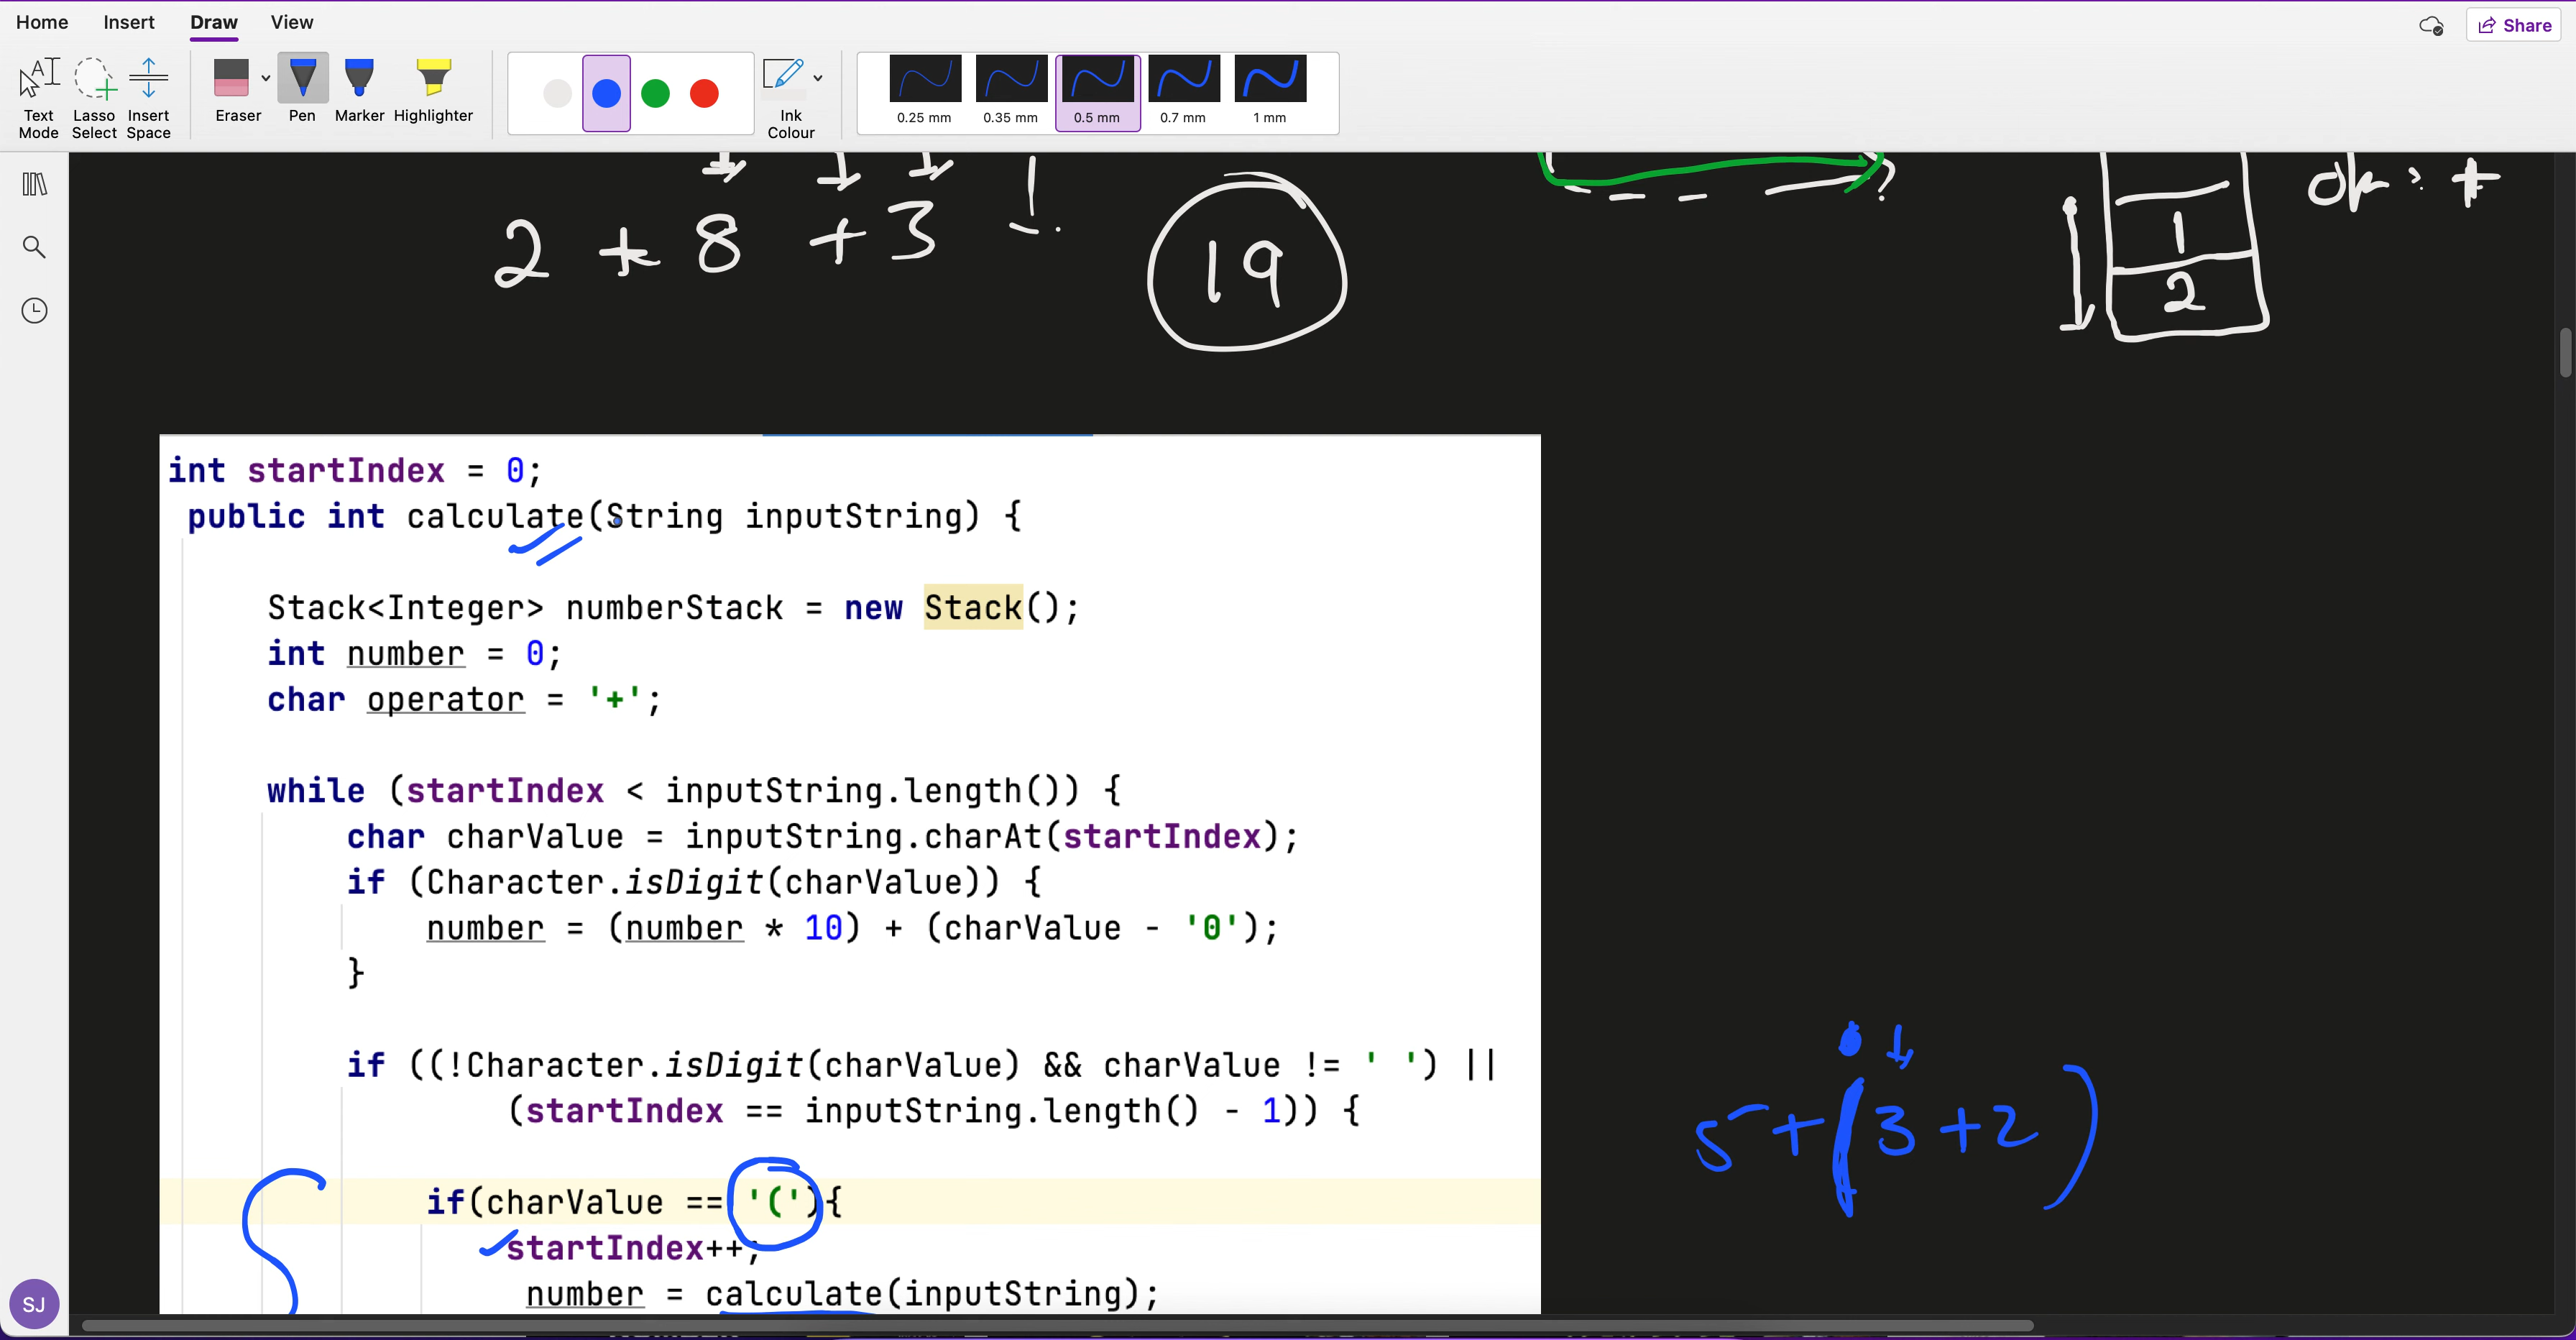 Home Insert Draw View
Share
Text Mode
Lasso Select
Insert Space
Eraser
Pen
Marker
Highlighter
Ink Colour
0.25 mm
0.35 mm
0.5 mm
0.7 mm
1 mm
2 + 8 + 3
19
?
1
2
int startIndex = 0;
public int calculate(String inputString) {
Stack<Integer> numberStack = new Stack();
int number = 0;
char operator = '+';
while (startIndex < inputString.length()) {
char charValue = inputString.charAt(startIndex);
if (Character.isDigit(charValue)) {
number = (number * 10) + (charValue - '0');
}
if ((!Character.isDigit(charValue) && charValue != ' ') ||
(startIndex == inputString.length() - 1)) {
if(charValue == '('){
startIndex++;
number = calculate(inputString);
5+(3+2)
SJ